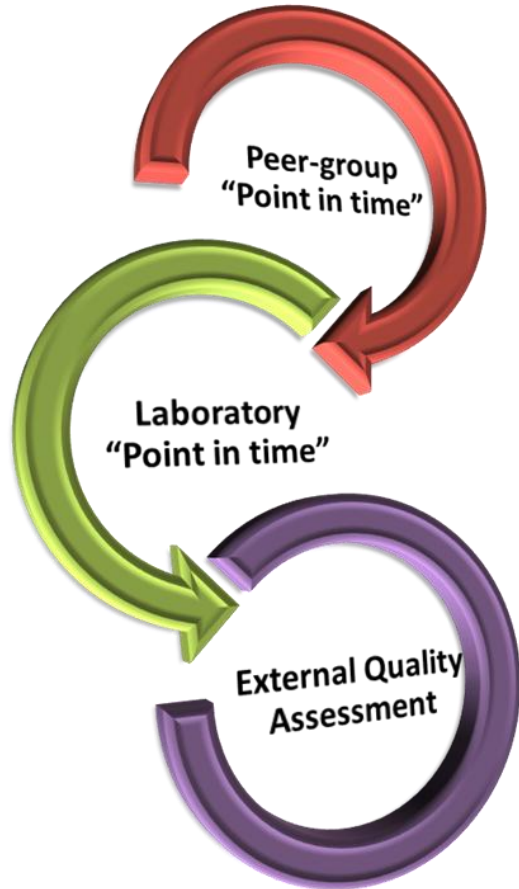 Peer-group
“Point in time”
Laboratory
“Point in time”
External Quality
Assessment